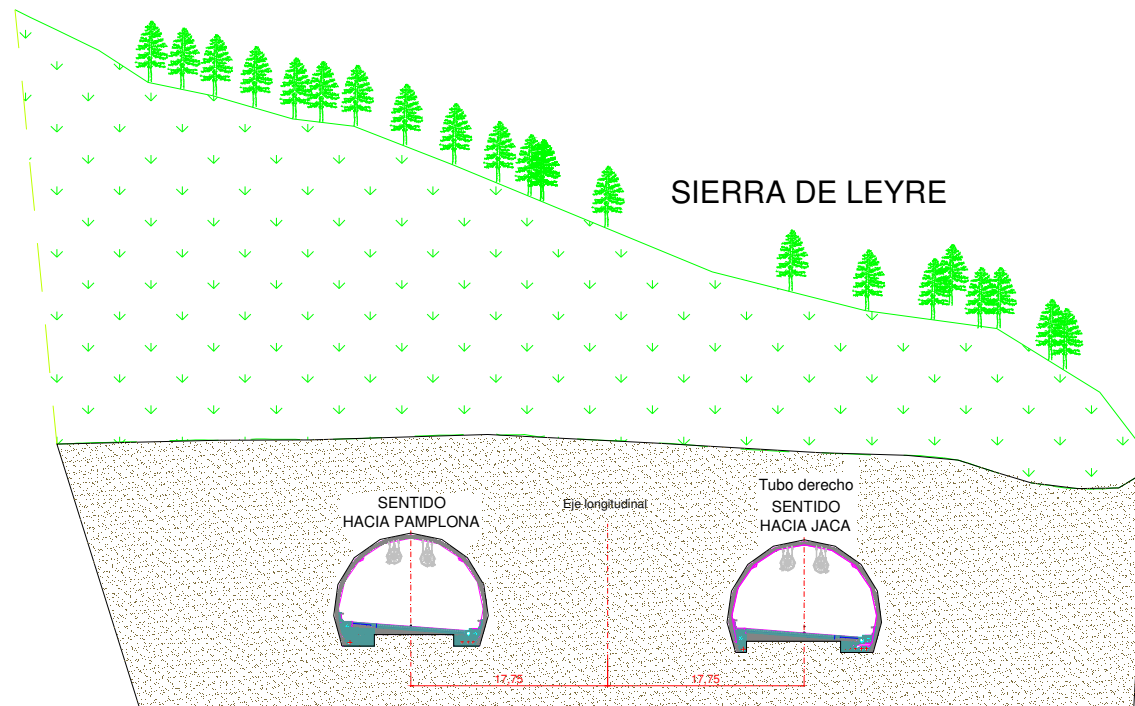 SIERRA DE LEYRE
Tubo derecho
SENTIDO
HACIA PAMPLONA
Eje longitudinal
SENTIDO
HACIA JACA
17,75
17,75